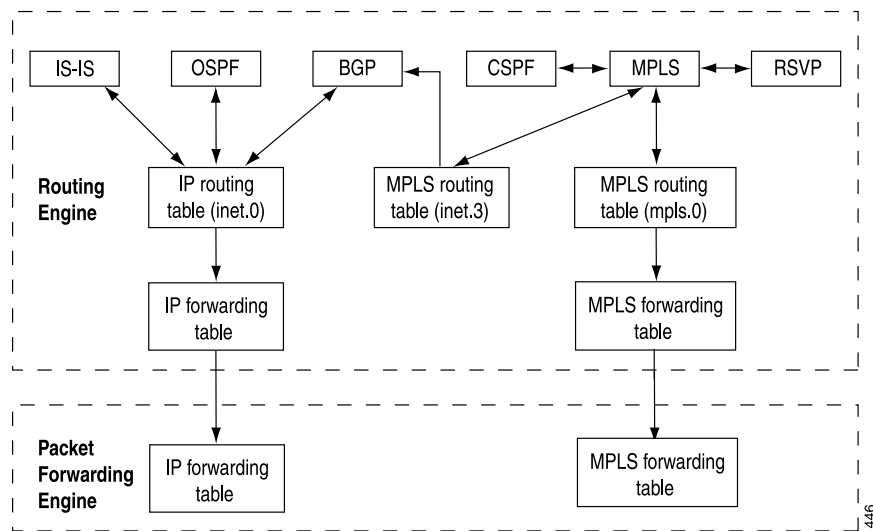 IS-IS
OSPF
BGP
CSPF
MPLS
RSVP
Routing
Engine
IP routing
table (inet.0)
MPLS routing
table (inet.3)
MPLS routing
table (mpls.0)
IP forwarding
table
MPLS forwarding
table
Packet
Forwarding
Engine
IP forwarding
table
MPLS forwarding
table
446